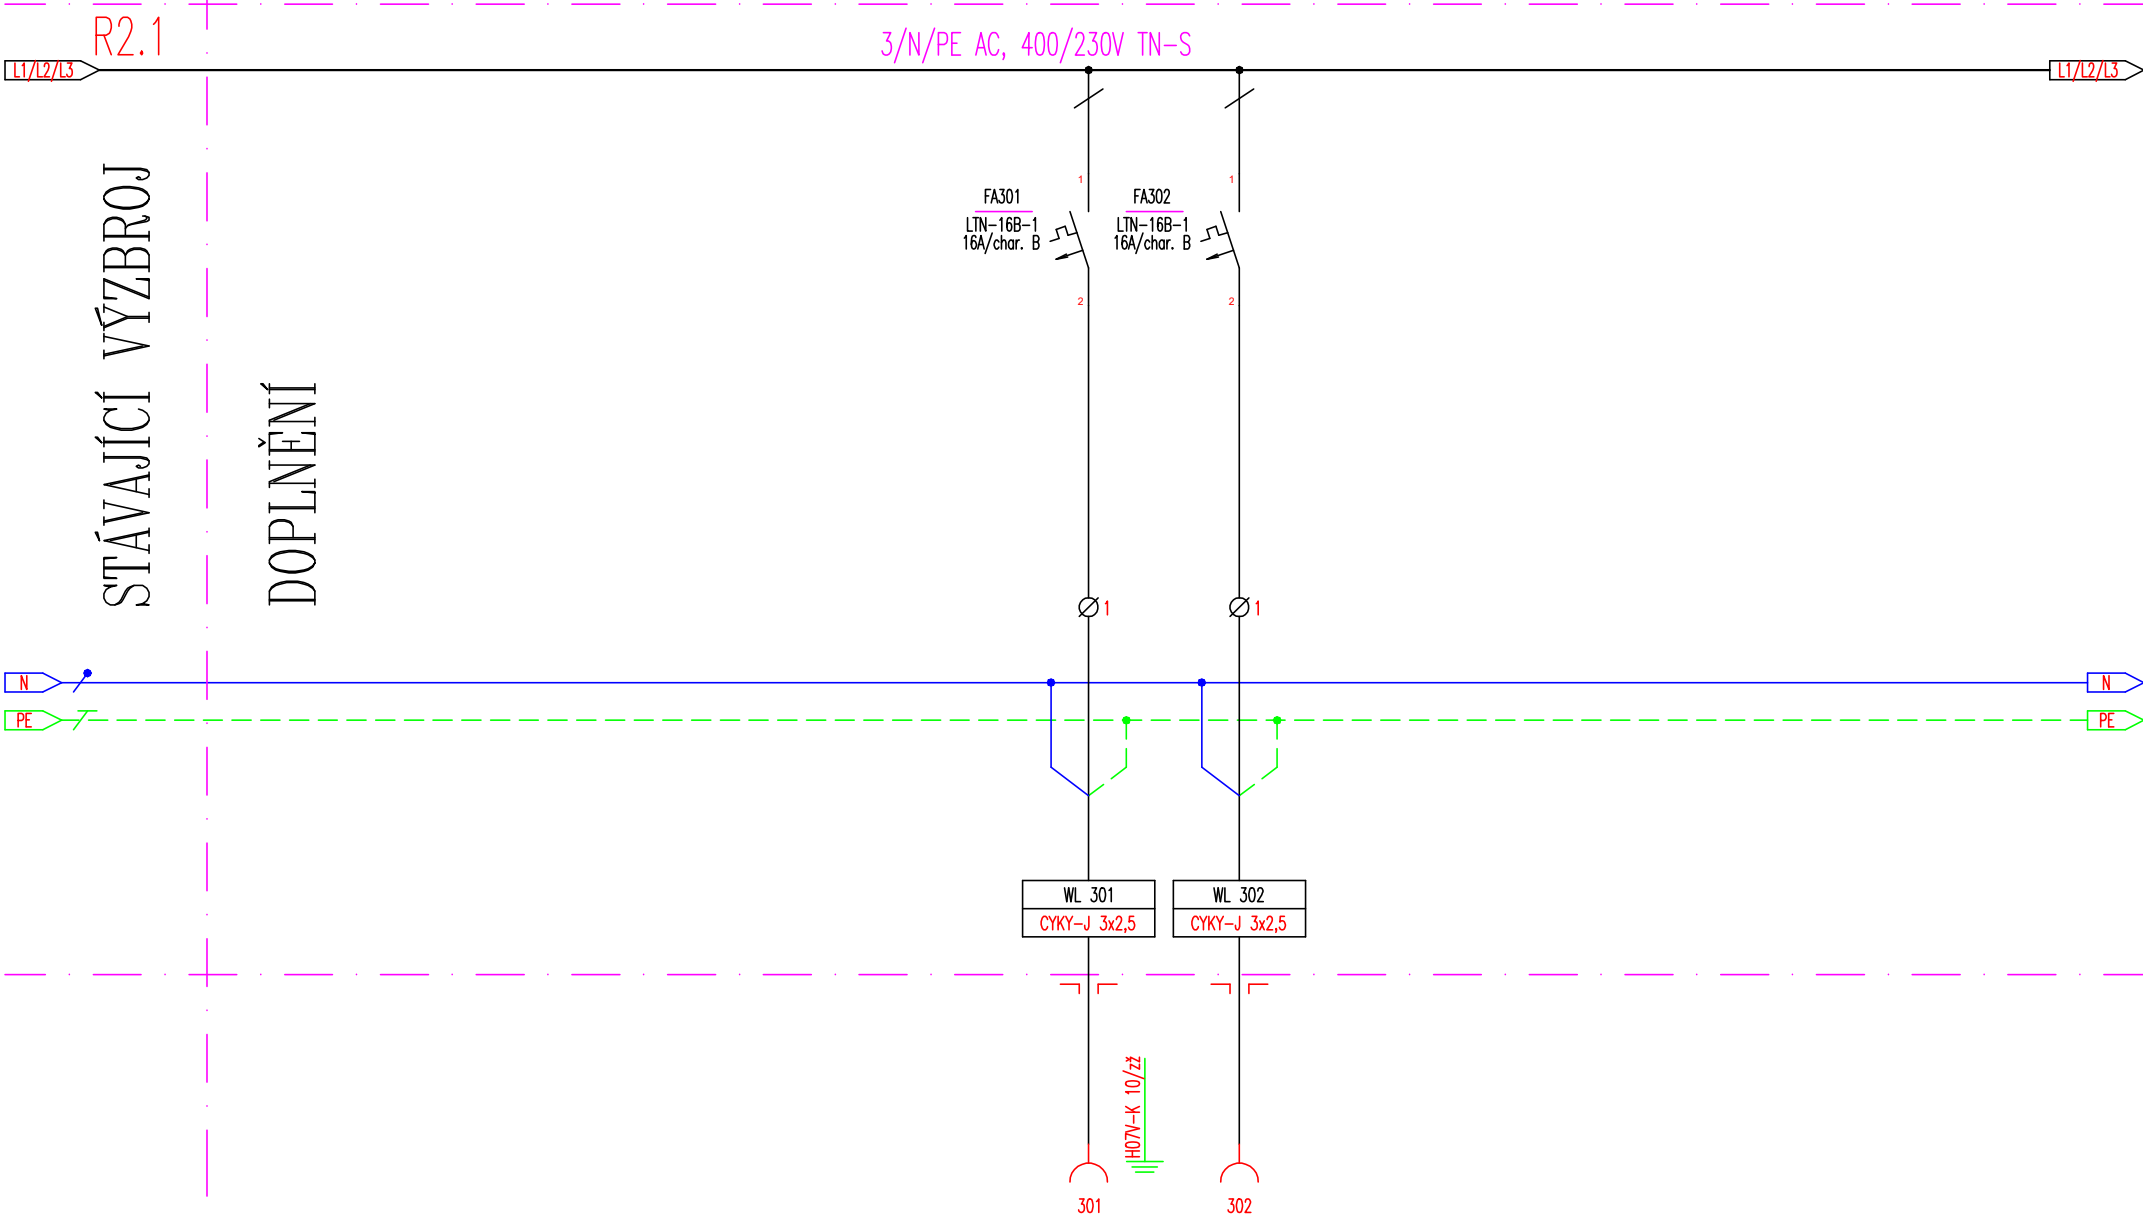 R2.1
3/N/PE AC, 400/230V TN-S
L1/L2/L3
L1/L2/L3
STÁVAJÍCÍ VÝZBROJ
DOPLNĚNÍ
1
1
FA301
LTN-16B-1
16A/char. B
FA302
LTN-16B-1
16A/char. B
2
2
1
1
N
N
PE
PE
WL 301
CYKY-J 3x2,5
WL 302
CYKY-J 3x2,5
H07V-K 10/zž
301
302